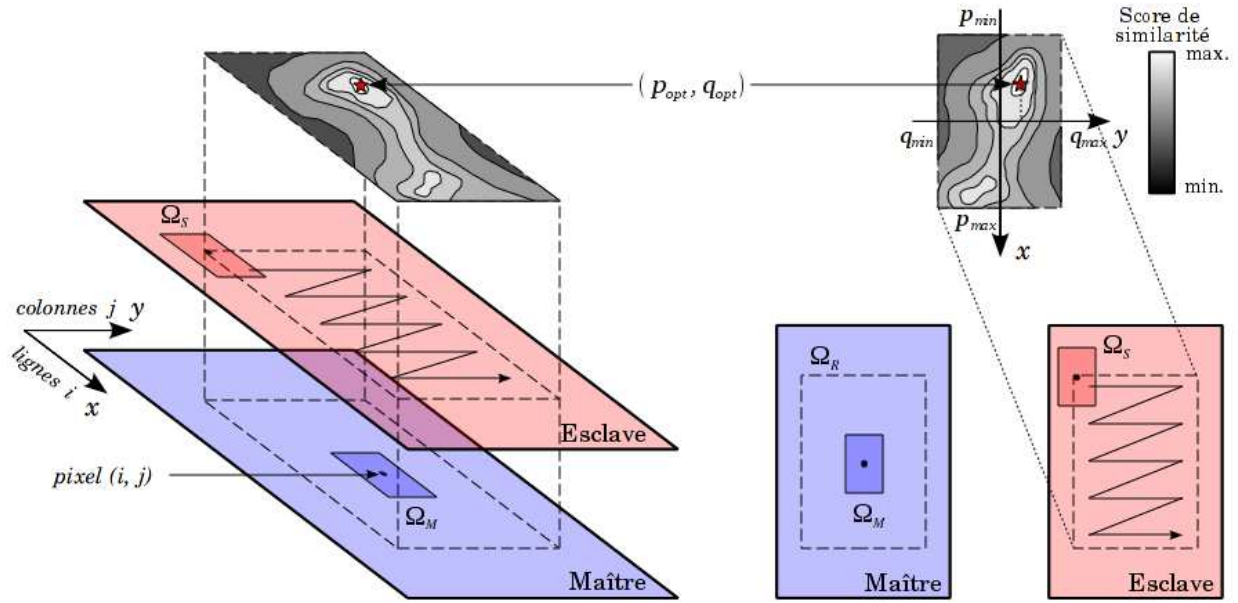 p_min
Score de
similarité
max.
min.
( p_opt , q_opt )
q_min
q_max y
p_max
x
Ω_S
colonnes j y
lignes i x
Esclave
pixel (i, j)
Ω_M
Maître
Ω_R
Ω_M
Maître
Ω_S
Esclave